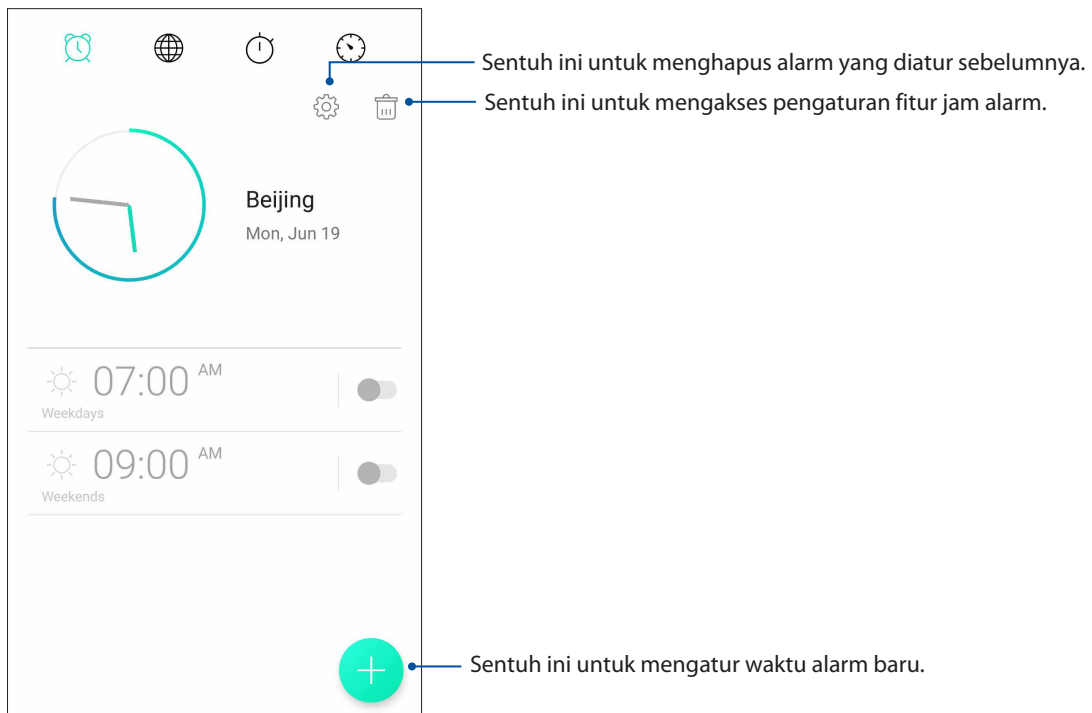 Sentuh ini untuk menghapus alarm yang diatur sebelumnya.
Sentuh ini untuk mengakses pengaturan fitur jam alarm.
Beijing
Mon, Jun 19
07:00 AM
Weekdays
09:00 AM
Weekends
Sentuh ini untuk mengatur waktu alarm baru.